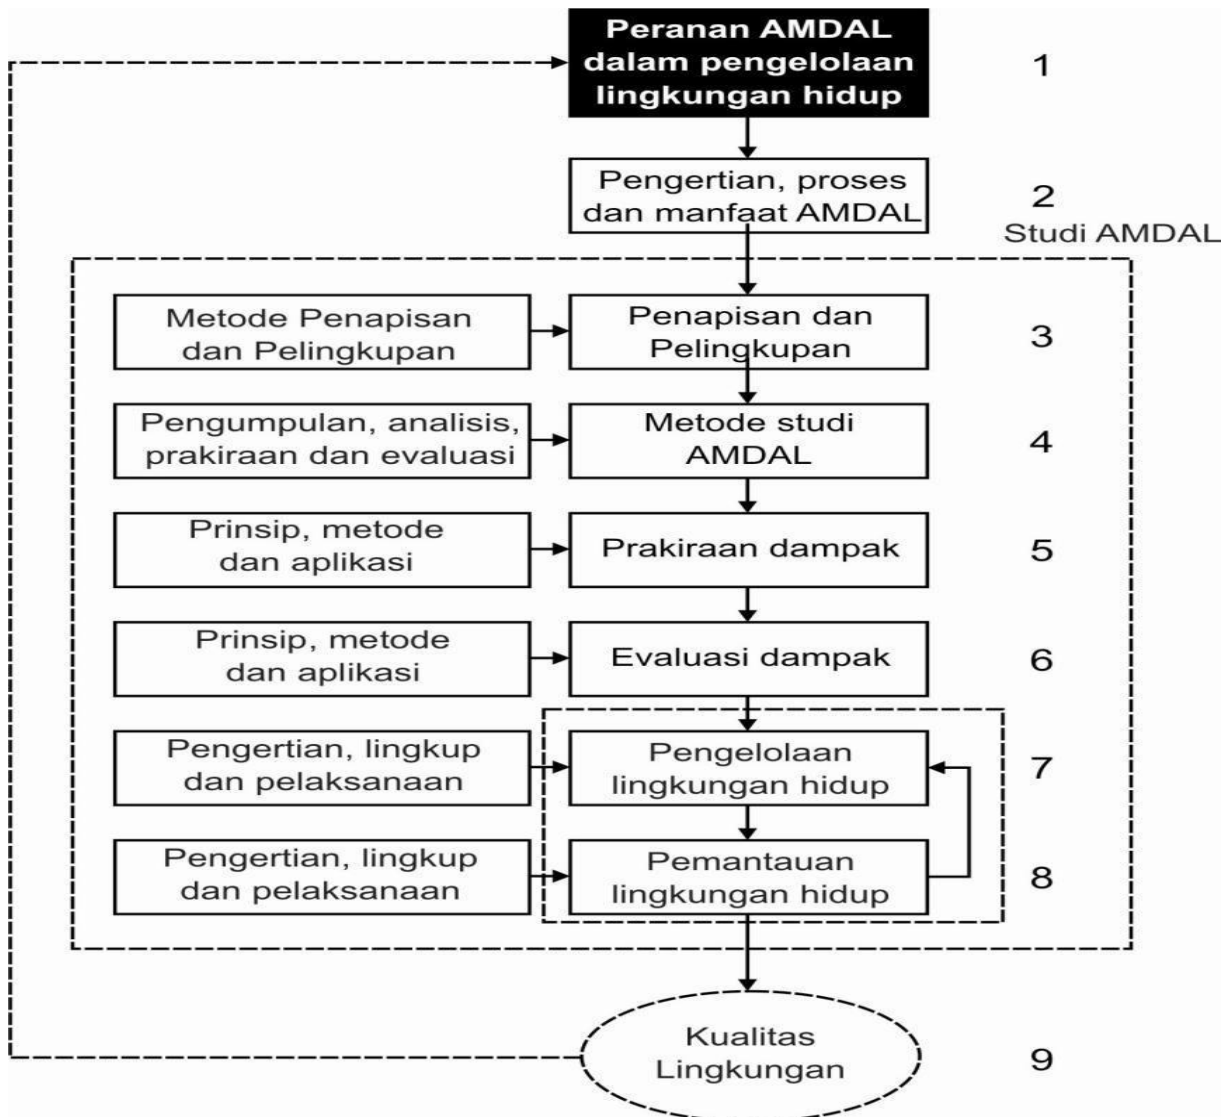 Peranan AMDAL
dalam pengelolaan
lingkungan hidup
1
Pengertian, proses
dan manfaat AMDAL
2
Studi AMDAL
Metode Penapisan
dan Pelingkupan
Penapisan dan
Pelingkupan
3
Pengumpulan, analisis,
prakiraan dan evaluasi
Metode studi
AMDAL
4
Prinsip, metode
dan aplikasi
Prakiraan dampak
5
Prinsip, metode
dan aplikasi
Evaluasi dampak
6
Pengertian, lingkup
dan pelaksanaan
Pengelolaan
lingkungan hidup
7
Pengertian, lingkup
dan pelaksanaan
Pemantauan
lingkungan hidup
8
Kualitas
Lingkungan
9